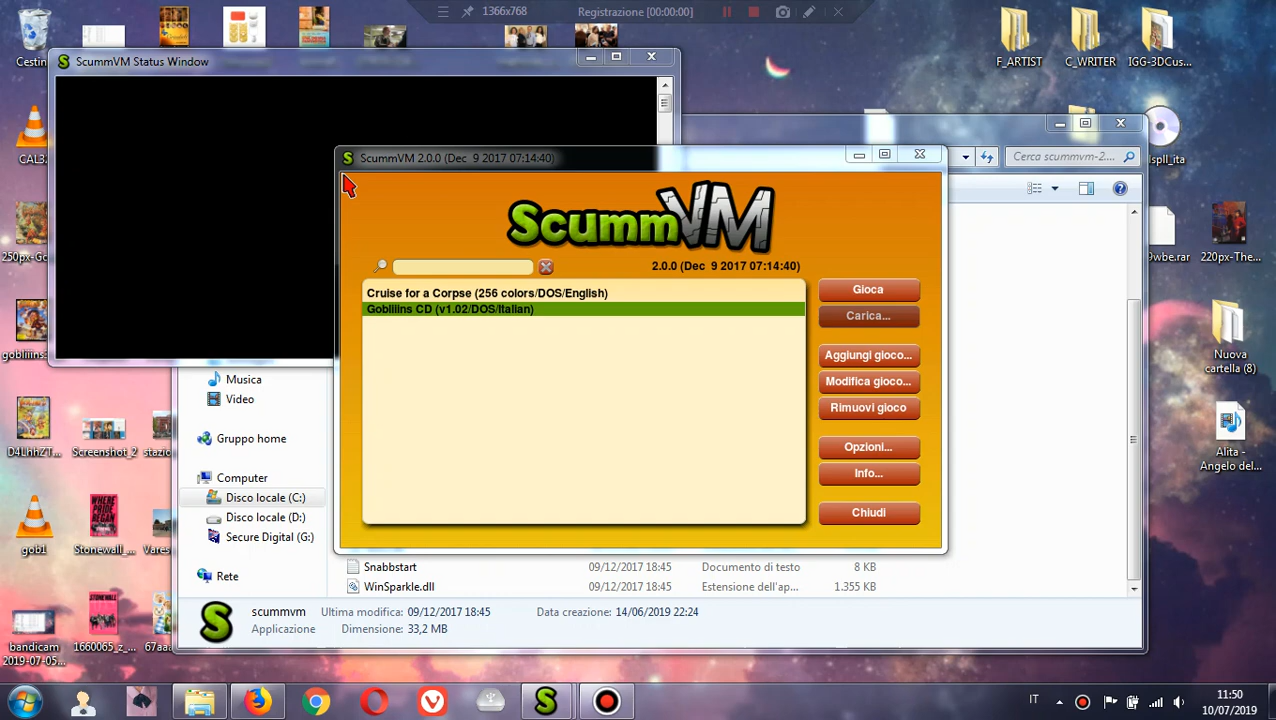 1366x768
Registrazione [00:00:00]
Cestino
F_ARTIST
C_WRITER
IGG-3DCus...
ScummVM Status Window
ScummVM 2.0.0 (Dec 9 2017 07:14:40)
Cerca scummvm-2....
ScummVM
2.0.0 (Dec 9 2017 07:14:40)
Cruise for a Corpse (256 colors/DOS/English)
Gobliiins CD (v1.02/DOS/Italian)
Gioca
Carica...
Aggiungi gioco...
Modifica gioco...
Rimuovi gioco
Opzioni...
Info...
Chiudi
220px-The...
Nuova cartella (8)
Alita - Angelo del...
Musica
Video
Gruppo home
Computer
Disco locale (C:)
Disco locale (D:)
Secure Digital (G:)
Rete
D4LhhZT...
Screenshot_2
gob1
Stonewall_...
bandicam 2019-07-05...
1660065_z_...
Snabbstart 09/12/2017 18:45 Documento di testo 8 KB
WinSparkle.dll 09/12/2017 18:45 Estensione dell'ap... 1.355 KB
scummvm Ultima modifica: 09/12/2017 18:45 Data creazione: 14/06/2019 22:24
Applicazione Dimensione: 33,2 MB
IT
11:50
10/07/2019